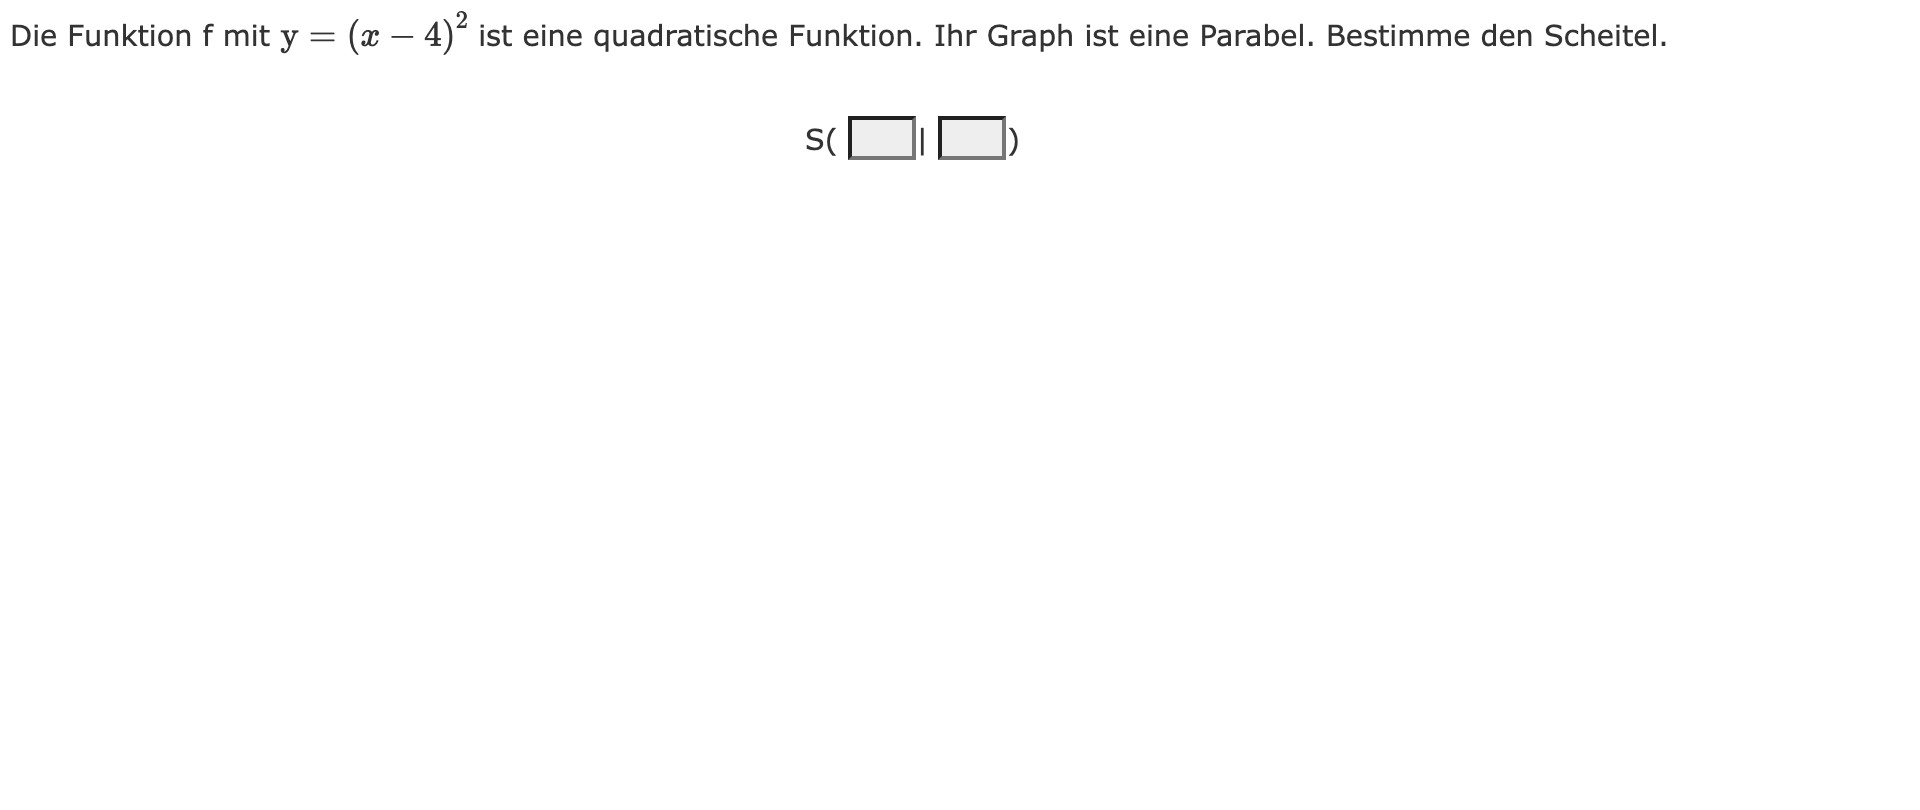 Die Funktion f mit y = (x − 4)² ist eine quadratische Funktion. Ihr Graph ist eine Parabel. Bestimme den Scheitel.
S( | )